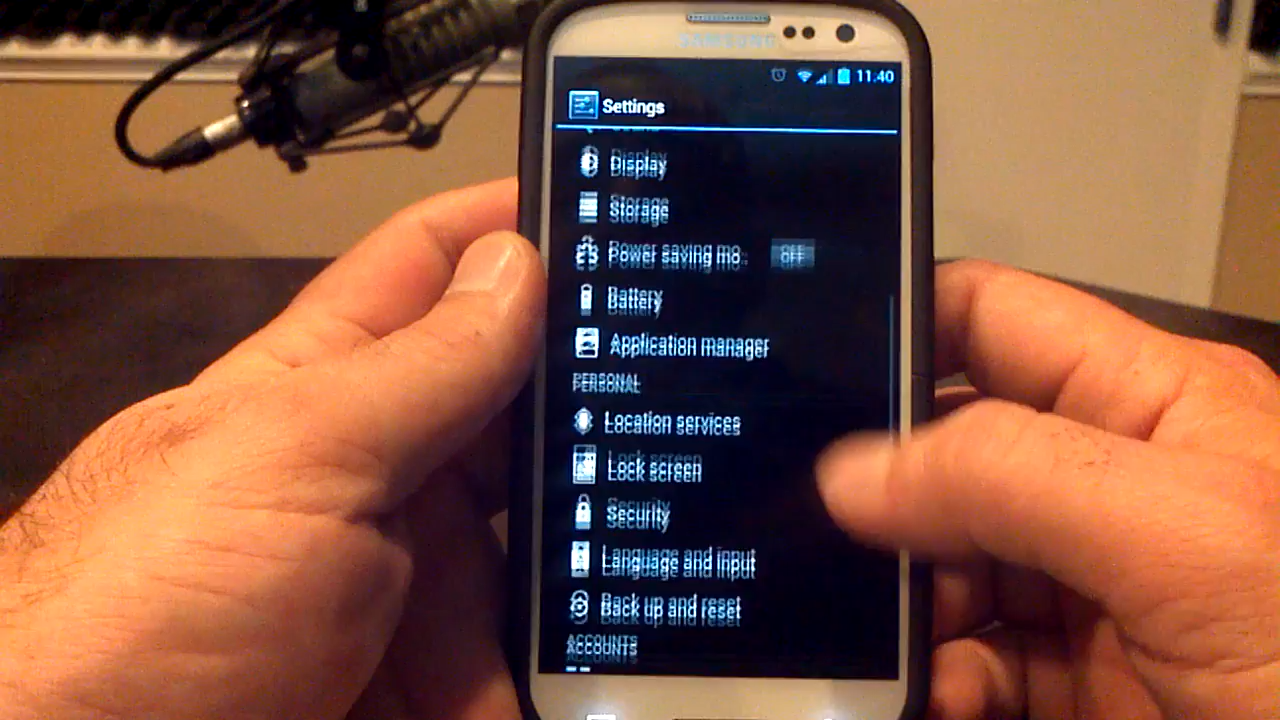 SAMSUNG
11.40
Settings
Sound
Display
Storage
Power saving mo..
OFF
Battery
Application manager
PERSONAL
Location services
Lock screen
Security
Language and input
Back up and reset
ACCOUNTS